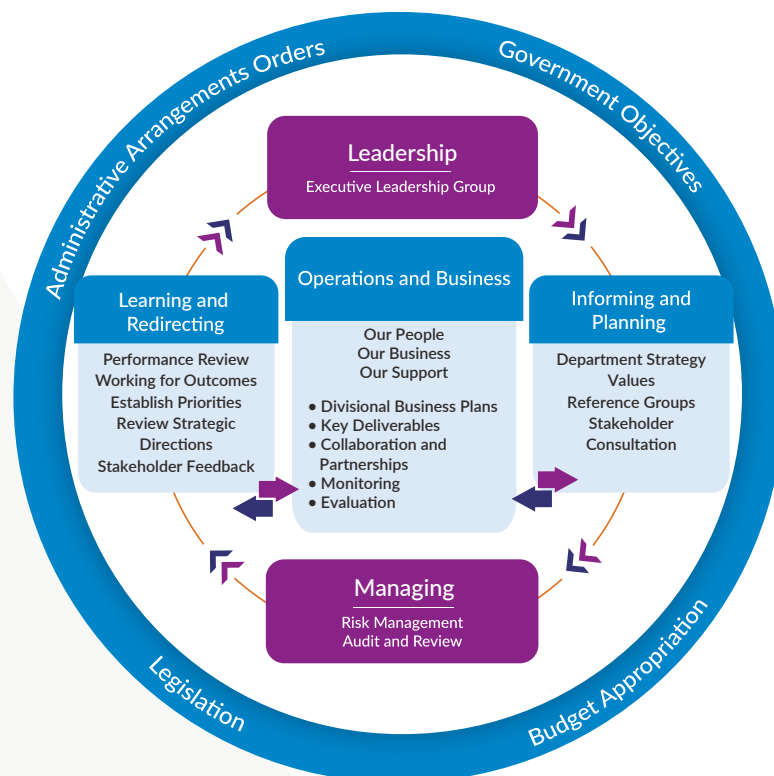 Administrative Arrangements Orders
Government Objectives
Leadership
Executive Leadership Group
Learning and
Redirecting
Performance Review
Working for Outcomes
Establish Priorities
Review Strategic
Directions
Stakeholder Feedback
Operations and Business
Our People
Our Business
Our Support
• Divisional Business Plans
• Key Deliverables
• Collaboration and
Partnerships
• Monitoring
• Evaluation
Informing and
Planning
Department Strategy
Values
Reference Groups
Stakeholder
Consultation
Managing
Risk Management
Audit and Review
Legislation
Budget Appropriation